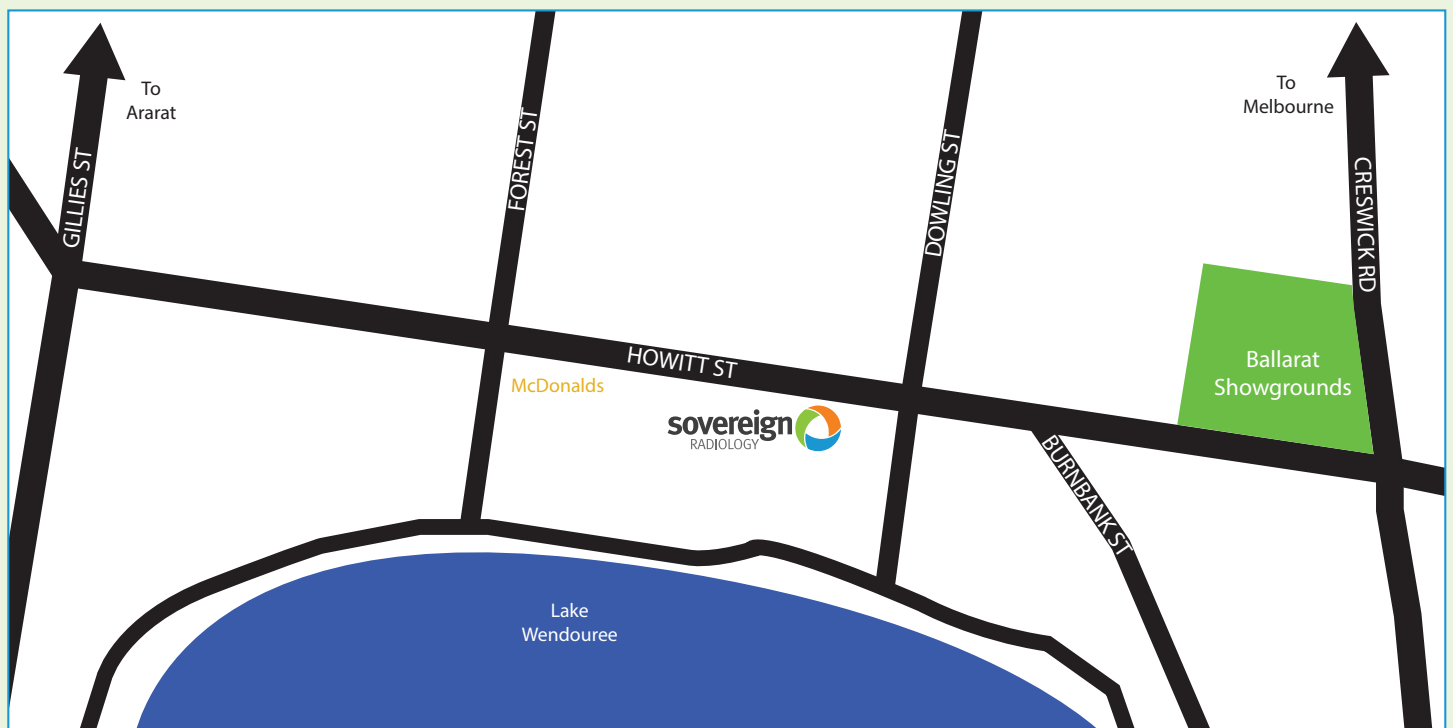 To
Ararat
To
Melbourne
GILLIES ST
FOREST ST
DOWLING ST
CRESWICK RD
HOWITT ST
McDonalds
Ballarat
Showgrounds
sovereign
RADIOLOGY
BURNBANK ST
Lake
Wendouree